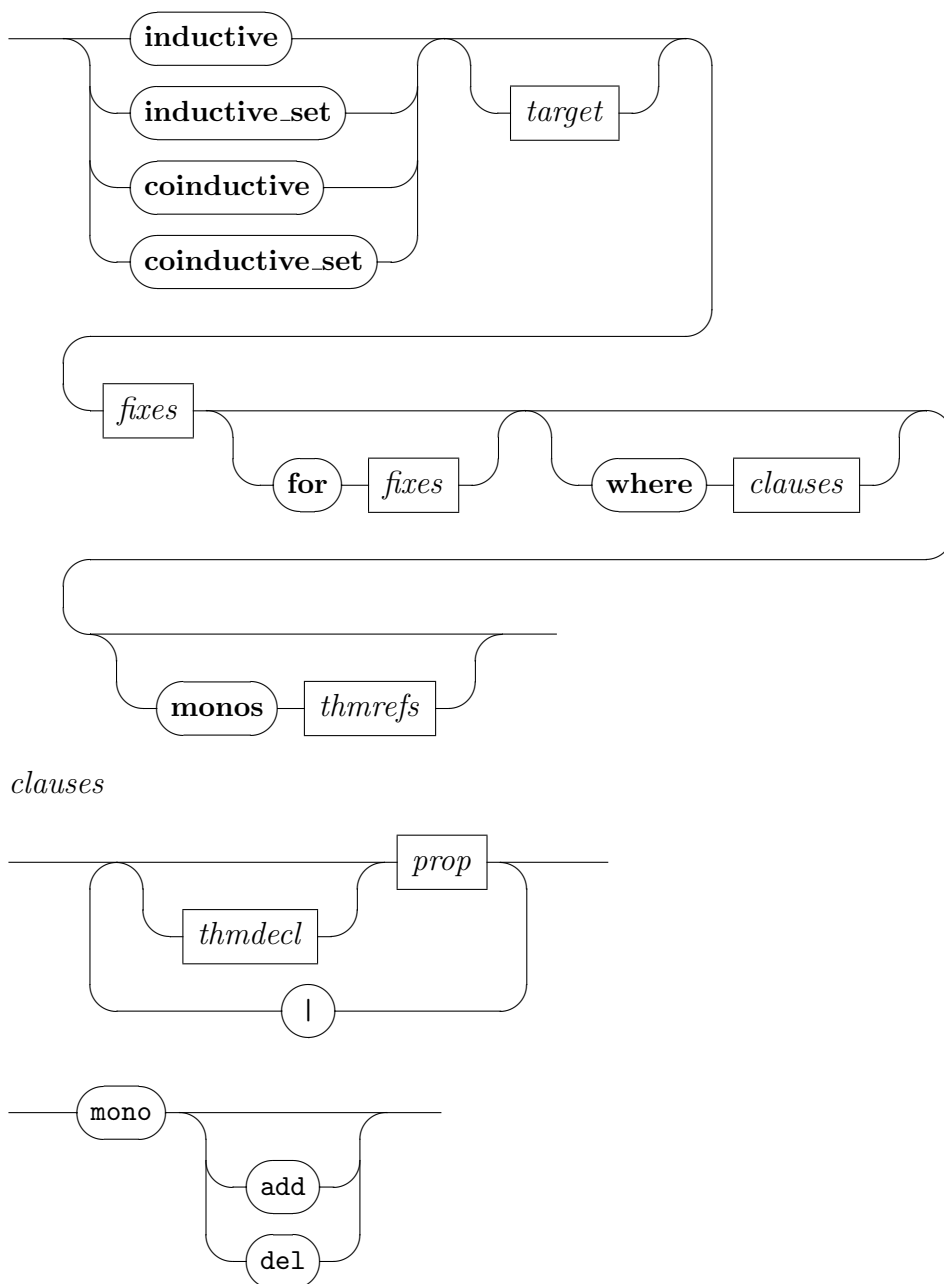 inductive
inductive_set target
coinductive
coinductive_set
fixes
for fixes where clauses
monos thmrefs
clauses
prop
thmdecl
|
mono
add
del